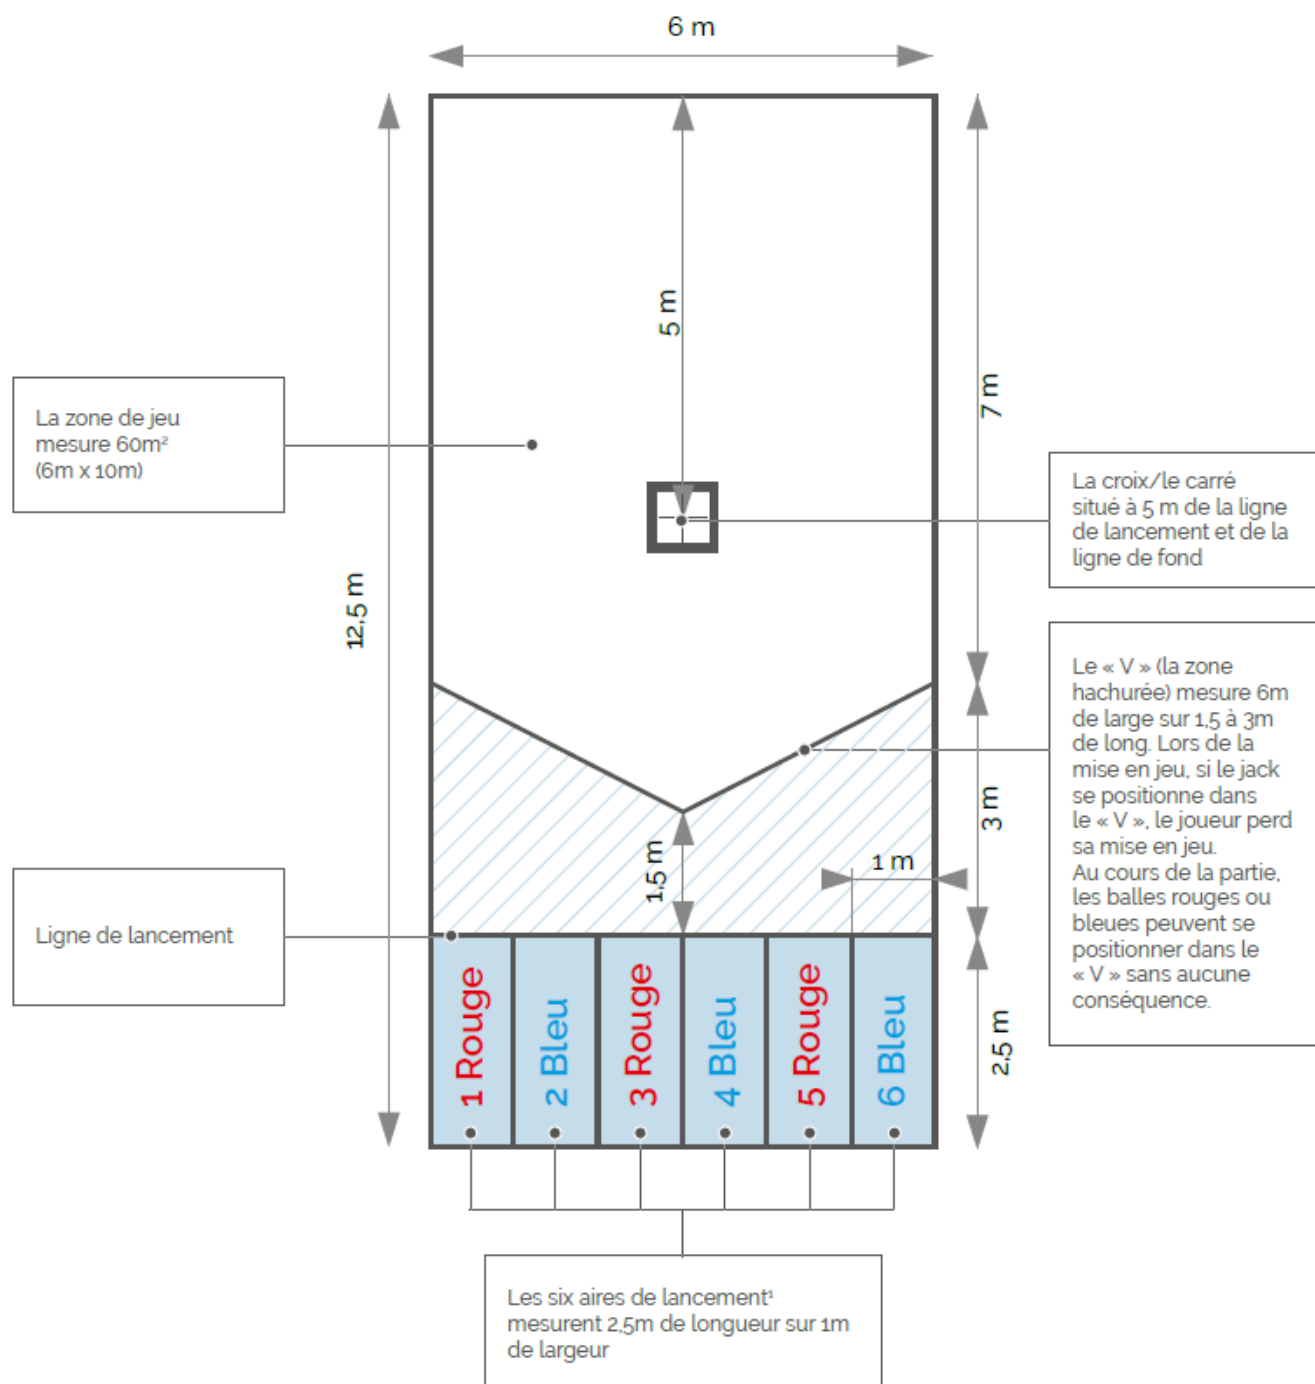 6 m
5 m
7 m
La zone de jeu
mesure 60m²
(6m x 10m)
La croix/le carré
situé à 5 m de la ligne
de lancement et de la
ligne de fond
12,5 m
Le « V » (la zone
hachurée) mesure 6m
de large sur 1,5 à 3m
de long. Lors de la
mise en jeu, si le jack
se positionne dans
le « V », le joueur perd
sa mise en jeu.
Au cours de la partie,
les balles rouges ou
bleues peuvent se
positionner dans le
« V » sans aucune
conséquence.
3 m
1,5 m
1 m
Ligne de lancement
1 Rouge
2 Bleu
3 Rouge
4 Bleu
5 Rouge
6 Bleu
2,5 m
Les six aires de lancement¹
mesurent 2,5m de longueur sur 1m
de largeur